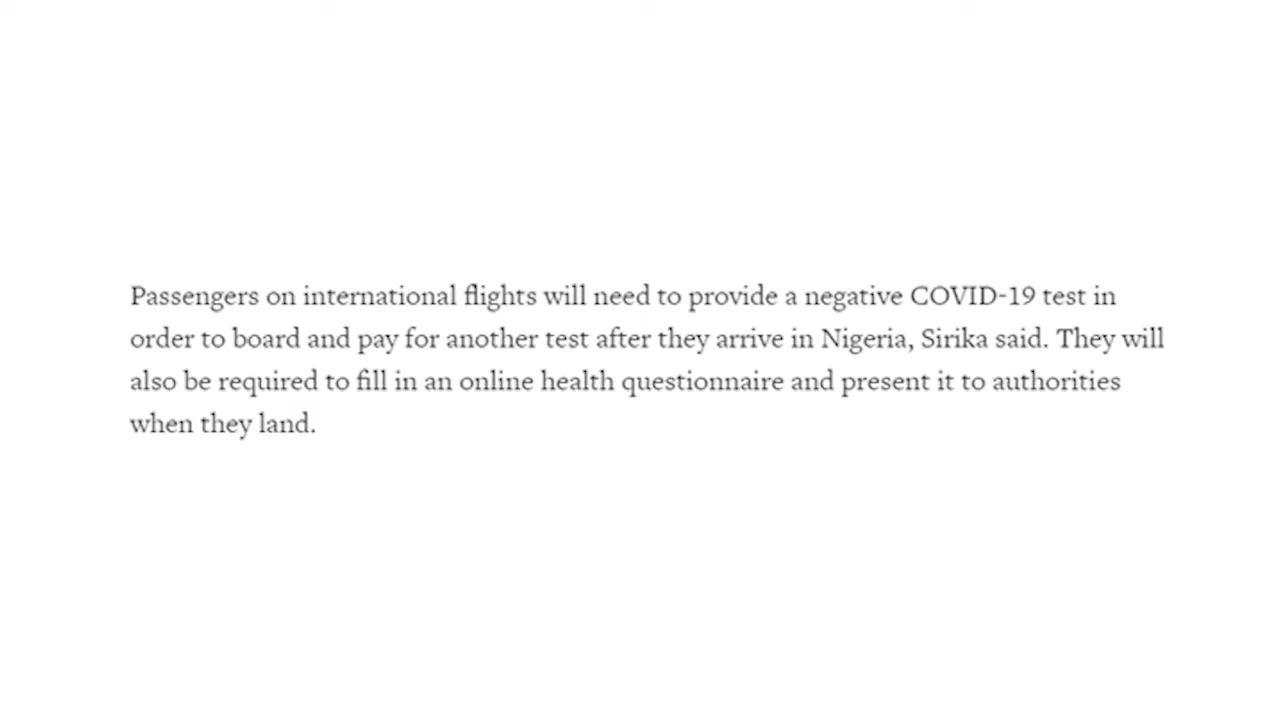 Passengers on international flights will need to provide a negative COVID-19 test in
order to board and pay for another test after they arrive in Nigeria, Sirika said. They will
also be required to fill in an online health questionnaire and present it to authorities
when they land.